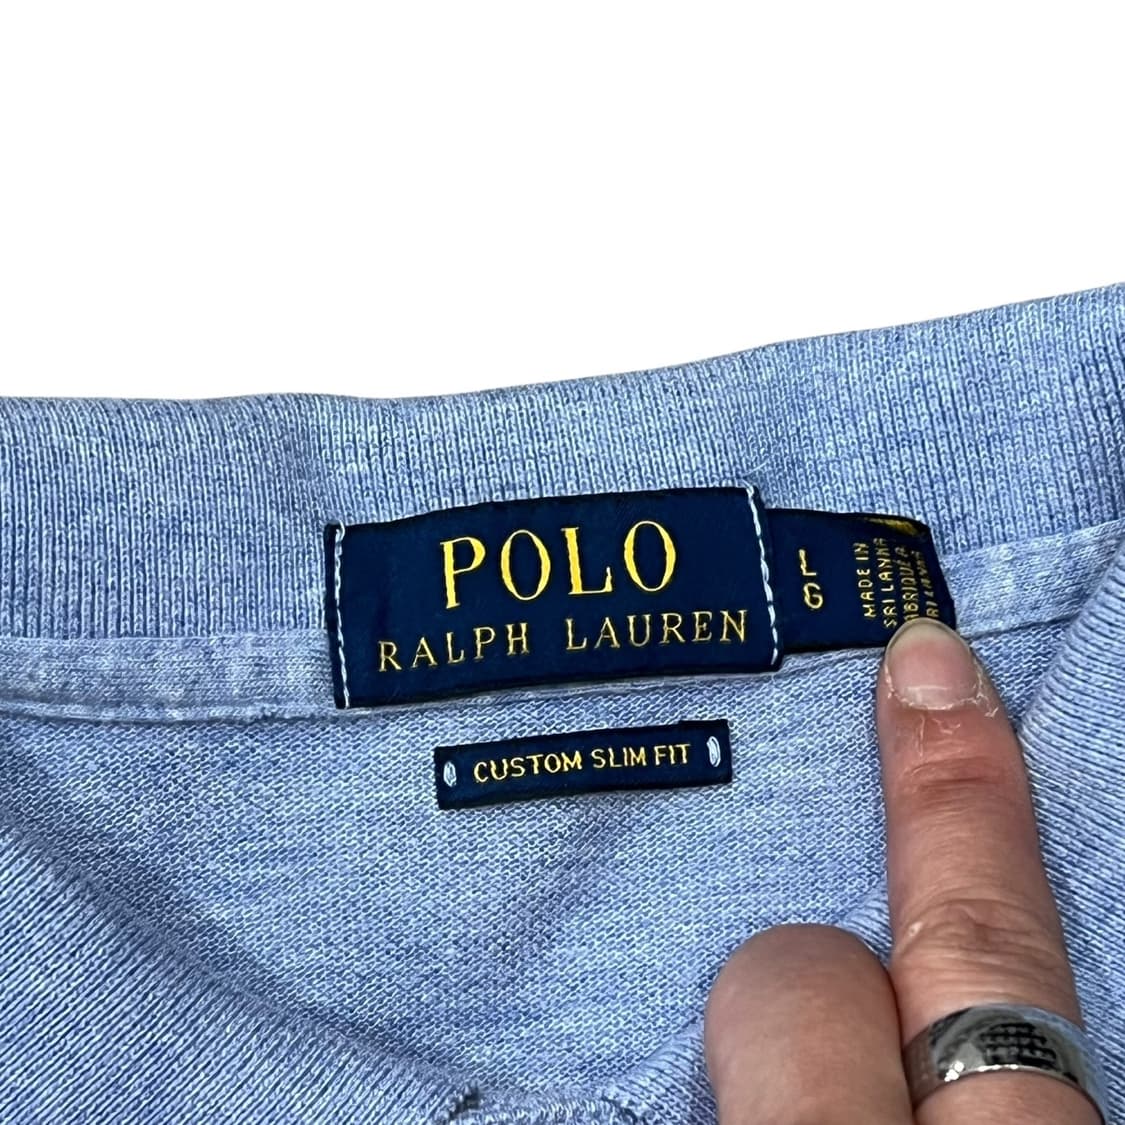 POLO
RALPH LAUREN
L
G
MADE IN
SRI LANKA
CUSTOM SLIM FIT